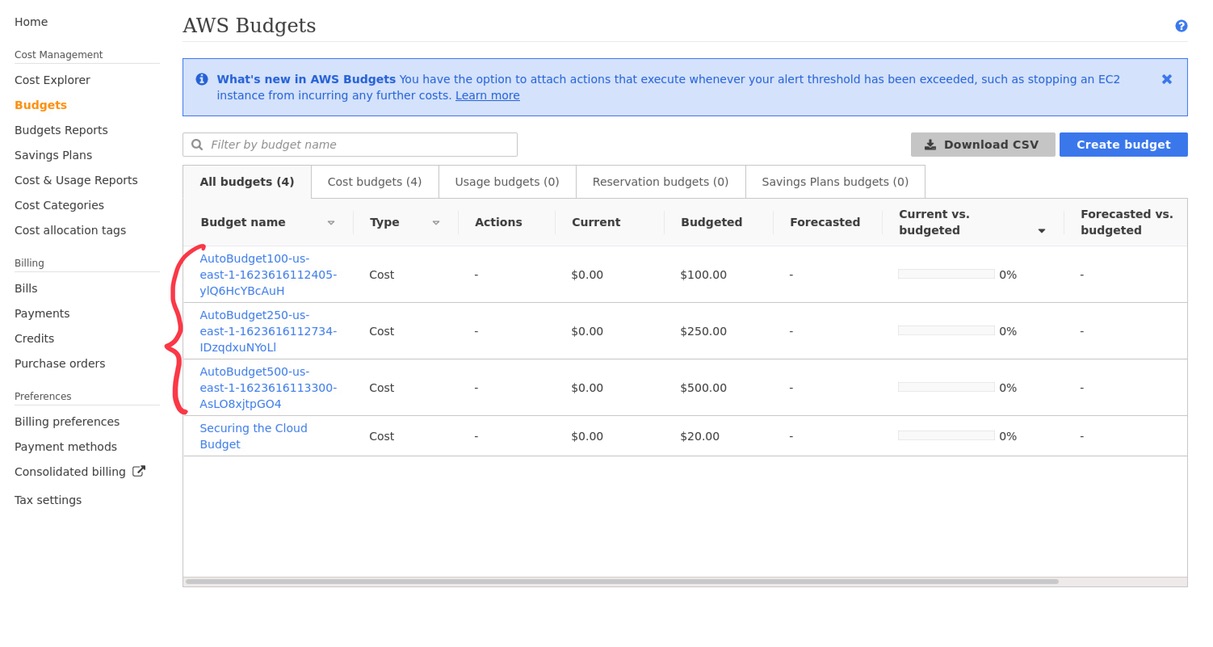 Home
Cost Management
Cost Explorer
Budgets
Budgets Reports
Savings Plans
Cost & Usage Reports
Cost Categories
Cost allocation tags
Billing
Bills
Payments
Credits
Purchase orders
Preferences
Billing preferences
Payment methods
Consolidated billing
Tax settings
AWS Budgets
?
What's new in AWS Budgets You have the option to attach actions that execute whenever your alert threshold has been exceeded, such as stopping an EC2
instance from incurring any further costs. Learn more
Filter by budget name
Download CSV Create budget
All budgets (4) Cost budgets (4) Usage budgets (0) Reservation budgets (0) Savings Plans budgets (0)
Budget name Type Actions Current Budgeted Forecasted Current vs. budgeted Forecasted vs. budgeted
AutoBudget100-us-
east-1-1623616112405- Cost - $0.00 $100.00 - 0% -
ylQ6HcYBcAuH
AutoBudget250-us-
east-1-1623616112734- Cost - $0.00 $250.00 - 0% -
IDzqdxuNYoLl
AutoBudget500-us-
east-1-1623616113300- Cost - $0.00 $500.00 - 0% -
AsLO8xjtpGO4
Securing the Cloud
Budget Cost - $0.00 $20.00 - 0% -